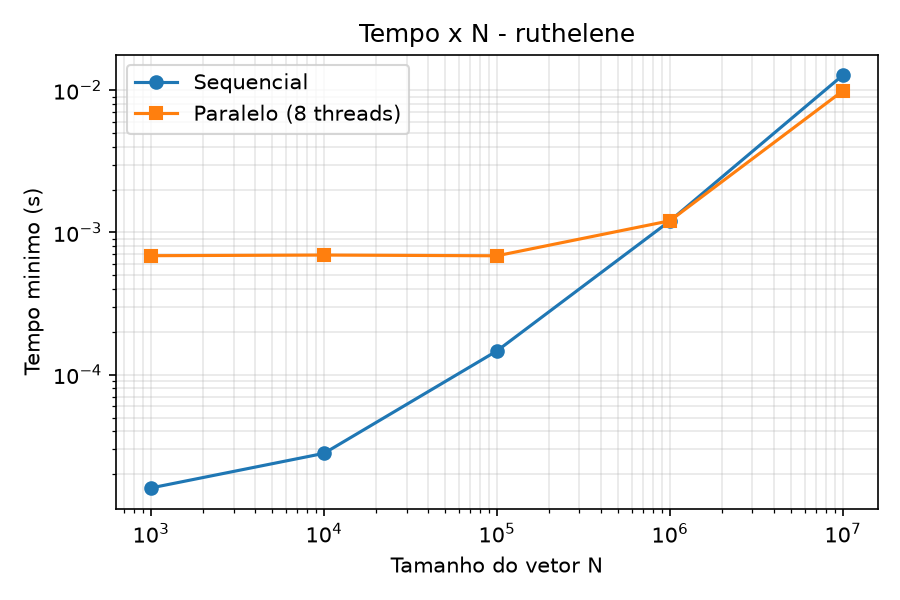 Tempo x N - ruthelene
Sequencial
Paralelo (8 threads)
Tempo minimo (s)
10⁻²
10⁻³
10⁻⁴
10³ 10⁴ 10⁵ 10⁶ 10⁷
Tamanho do vetor N